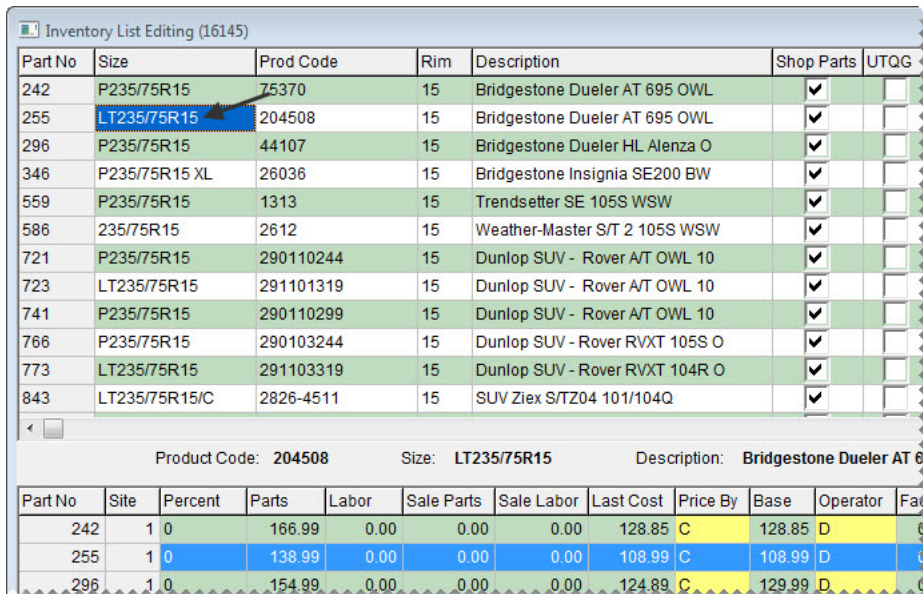 Inventory List Editing (16145)
Part No Size Prod Code Rim Description Shop Parts UTQG
242 P235/75R15 75370 15 Bridgestone Dueler AT 695 OWL
255 LT235/75R15 204508 15 Bridgestone Dueler AT 695 OWL
296 P235/75R15 44107 15 Bridgestone Dueler HL Alenza O
346 P235/75R15 XL 26036 15 Bridgestone Insignia SE200 BW
559 P235/75R15 1313 15 Trendsetter SE 105S WSW
586 235/75R15 2612 15 Weather-Master S/T 2 105S WSW
721 P235/75R15 290110244 15 Dunlop SUV - Rover A/T OWL 10
723 LT235/75R15 291101319 15 Dunlop SUV - Rover A/T OWL 10
741 P235/75R15 290110299 15 Dunlop SUV - Rover A/T OWL 10
766 P235/75R15 290103244 15 Dunlop SUV - Rover RVXT 105S O
773 LT235/75R15 291103319 15 Dunlop SUV - Rover RVXT 104R O
843 LT235/75R15/C 2826-4511 15 SUV Ziex S/TZ04 101/104Q
Product Code: 204508 Size: LT235/75R15 Description: Bridgestone Dueler AT
Part No Site Percent Parts Labor Sale Parts Sale Labor Last Cost Price By Base Operator
242 1 0 166.99 0.00 0.00 0.00 128.85 C 128.85 D
255 1 0 138.99 0.00 0.00 0.00 108.99 C 108.99 D
296 1 0 154.99 0.00 0.00 0.00 124.89 C 129.99 D